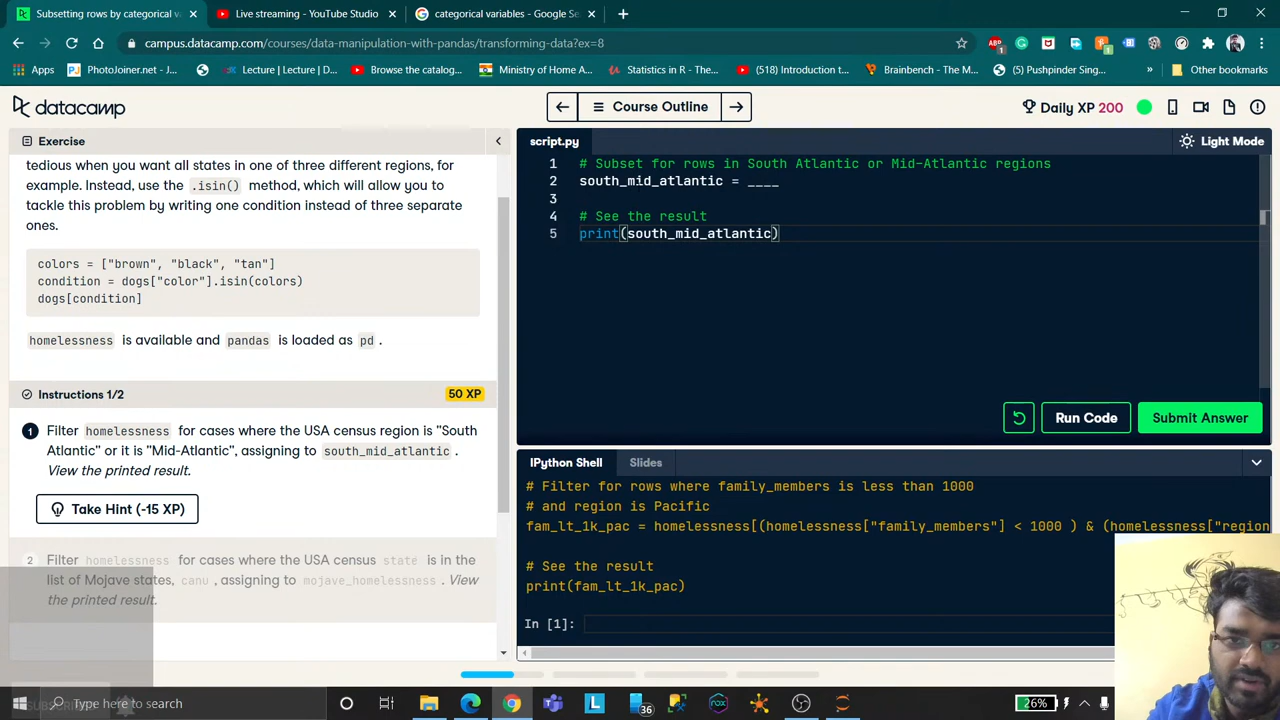 Subsetting rows by categorical v
Live streaming - YouTube Studio
categorical variables - Google Se
campus.datacamp.com/courses/data-manipulation-with-pandas/transforming-data?ex=8
Apps
PhotoJoiner.net - J...
Lecture | Lecture | D...
Browse the catalog...
Ministry of Home A...
Statistics in R - The...
(518) Introduction t...
Brainbench - The M...
(5) Pushpinder Sing...
Other bookmarks
datacamp
Course Outline
Daily XP 200
Exercise
tedious when you want all states in one of three different regions, for
example. Instead, use the .isin() method, which will allow you to
tackle this problem by writing one condition instead of three separate
ones.
colors = ["brown", "black", "tan"]
condition = dogs["color"].isin(colors)
dogs[condition]
homelessness is available and pandas is loaded as pd .
Instructions 1/2
50 XP
1
Filter homelessness for cases where the USA census region is "South
Atlantic" or it is "Mid-Atlantic", assigning to south_mid_atlantic .
View the printed result.
Take Hint (-15 XP)
2
Filter homelessness for cases where the USA census state is in the
list of Mojave states, canu , assigning to mojave_homelessness . View
the printed result.
script.py
Light Mode
1 # Subset for rows in South Atlantic or Mid-Atlantic regions
2 south_mid_atlantic = ____
3
4 # See the result
5 print(south_mid_atlantic)
Run Code
Submit Answer
IPython Shell
Slides
# Filter for rows where family_members is less than 1000
# and region is Pacific
fam_lt_1k_pac = homelessness[(homelessness["family_members"] < 1000 ) & (homelessness["region
# See the result
print(fam_lt_1k_pac)
In [1]:
Type here to search
36
26%